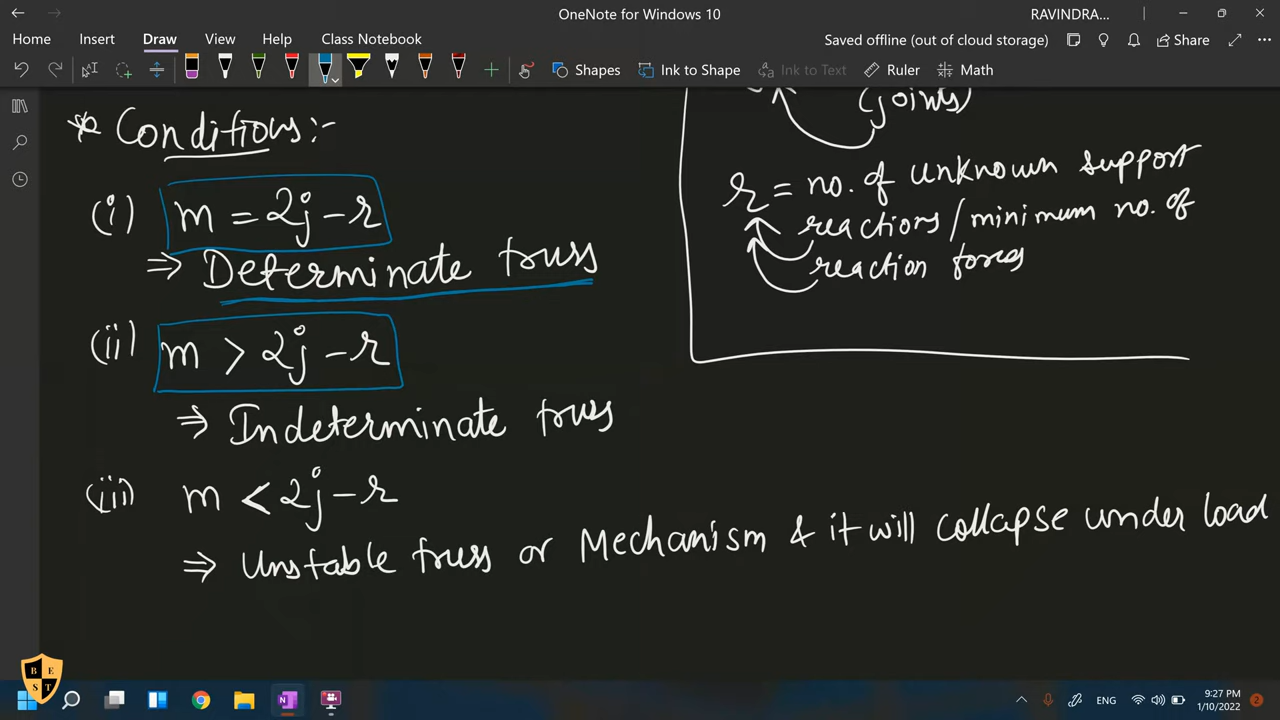 OneNote for Windows 10
RAVINDRA...
Home Insert Draw View Help Class Notebook
Saved offline (out of cloud storage)
Share
Shapes
Ink to Shape
Ink to Text
Ruler
Math
* Conditions:-
(i) m = 2j - r
⇒ Determinate truss
(ii) m > 2j - r
⇒ Indeterminate truss
(iii) m < 2j - r
⇒ Unstable truss or Mechanism & it will collapse under load
(joints)
r = no. of unknown support
reactions/minimum no. of
reaction forces
B E
S T
ENG
9:27 PM
1/10/2022
2